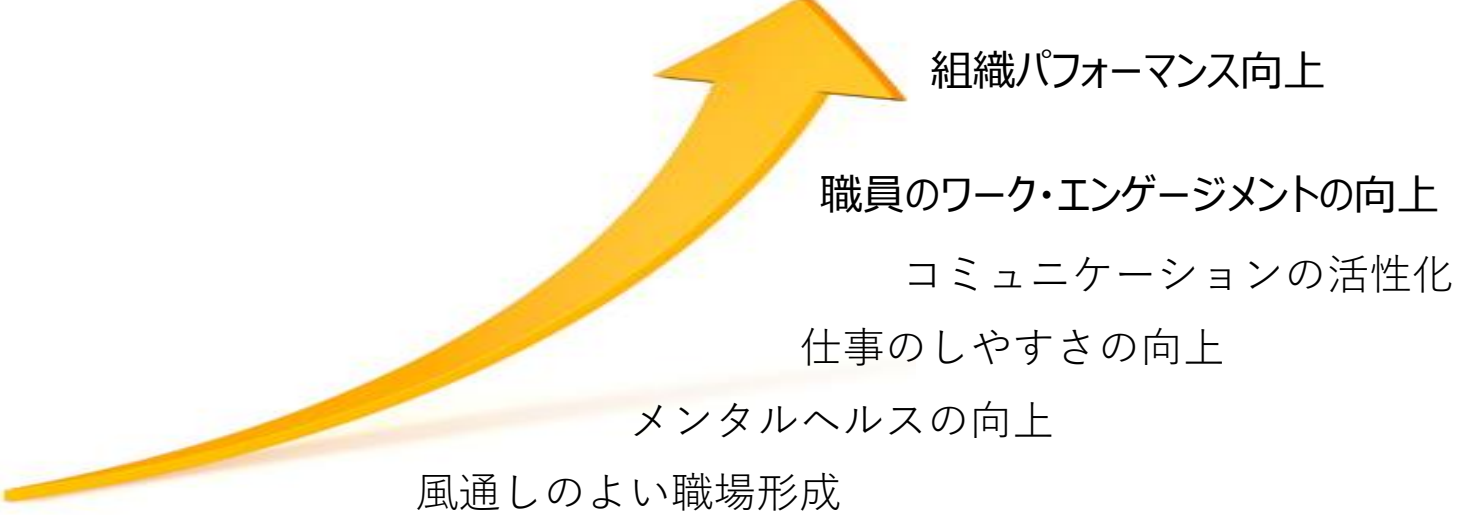 組織パフォーマンス向上
職員のワーク・エンゲージメントの向上
コミュニケーションの活性化
仕事のしやすさの向上
メンタルヘルスの向上
風通しのよい職場形成